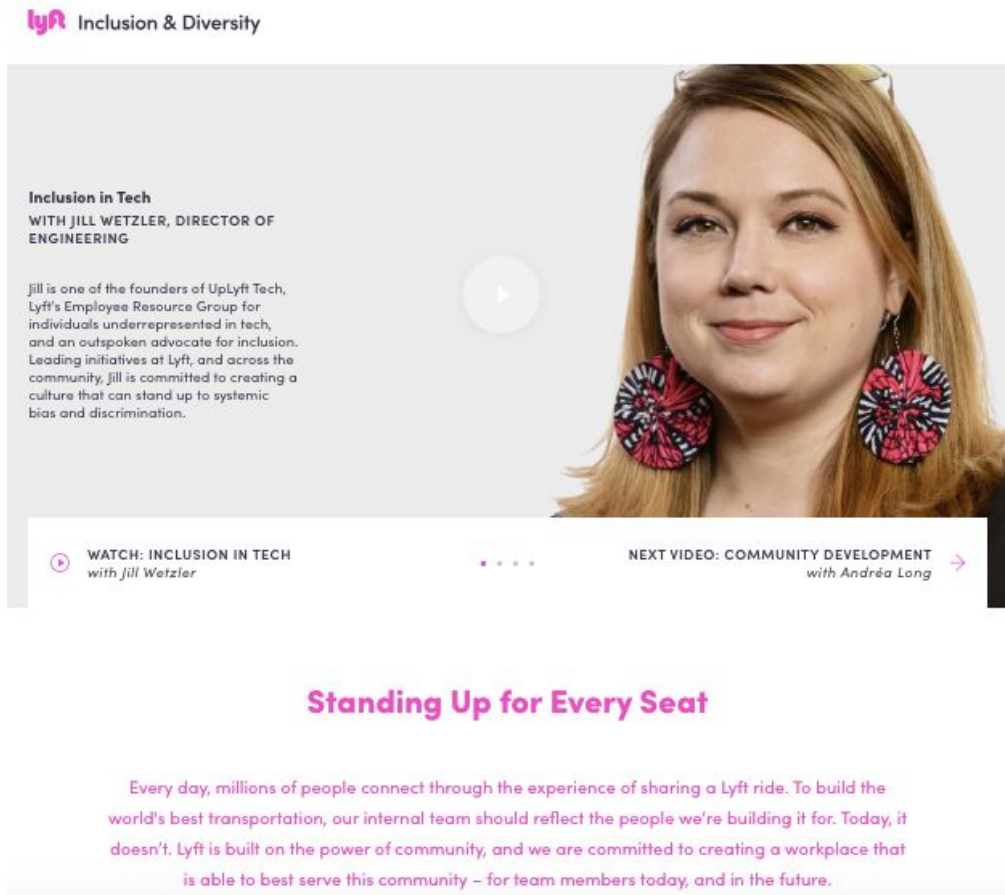 lyft Inclusion & Diversity
Inclusion in Tech
WITH JILL WETZLER, DIRECTOR OF
ENGINEERING
Jill is one of the founders of UpLyft Tech,
Lyft's Employee Resource Group for
individuals underrepresented in tech,
and an outspoken advocate for inclusion.
Leading initiatives at Lyft, and across the
community, Jill is committed to creating a
culture that can stand up to systemic
bias and discrimination.
WATCH: INCLUSION IN TECH
with Jill Wetzler
NEXT VIDEO: COMMUNITY DEVELOPMENT
with Andréa Long
Standing Up for Every Seat
Every day, millions of people connect through the experience of sharing a Lyft ride. To build the
world's best transportation, our internal team should reflect the people we're building it for. Today, it
doesn't. Lyft is built on the power of community, and we are committed to creating a workplace that
is able to best serve this community – for team members today, and in the future.